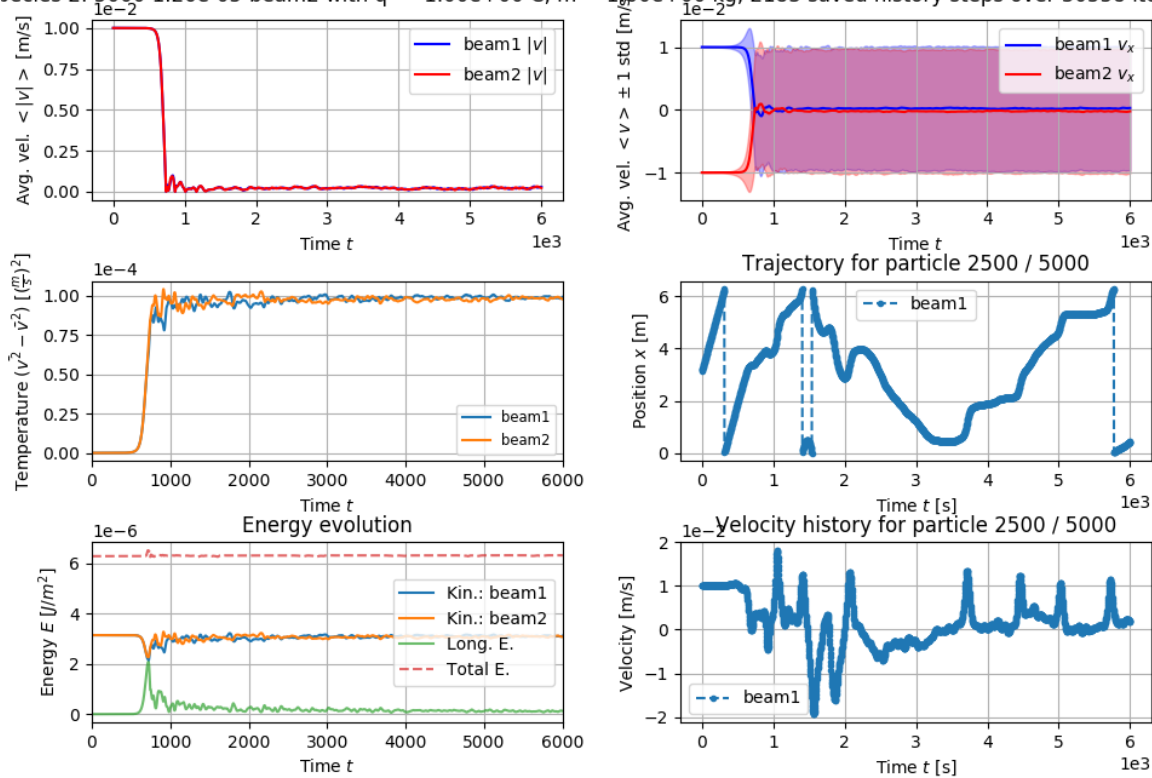 1e−2
Avg. vel. < |v| > [m/s]
1.00
0.75
0.50
0.25
0.00
beam1 |v|
beam2 |v|
0 1 2 3 4 5 6
Time t
1e3
1e−2
Avg. vel. < v > ± 1 std [m/s]
1
0
−1
beam1 v_x
beam2 v_x
0 1 2 3 4 5 6
Time t
1e3
1e−4
Temperature
1.00
0.75
0.50
0.25
0.00
beam1
beam2
0 1000 2000 3000 4000 5000 6000
Time t
Trajectory for particle 2500 / 5000
Position x [m]
6
4
2
0
beam1
0 1 2 3 4 5 6
Time t [s]
1e3
Energy evolution
1e−6
Energy E [J/m²]
6
4
2
0
Kin.: beam1
Kin.: beam2
Long. E.
Total E.
0 1000 2000 3000 4000 5000 6000
Time t
Velocity history for particle 2500 / 5000
1e−2
Velocity [m/s]
2
1
0
−1
−2
beam1
0 1 2 3 4 5 6
Time t [s]
1e3